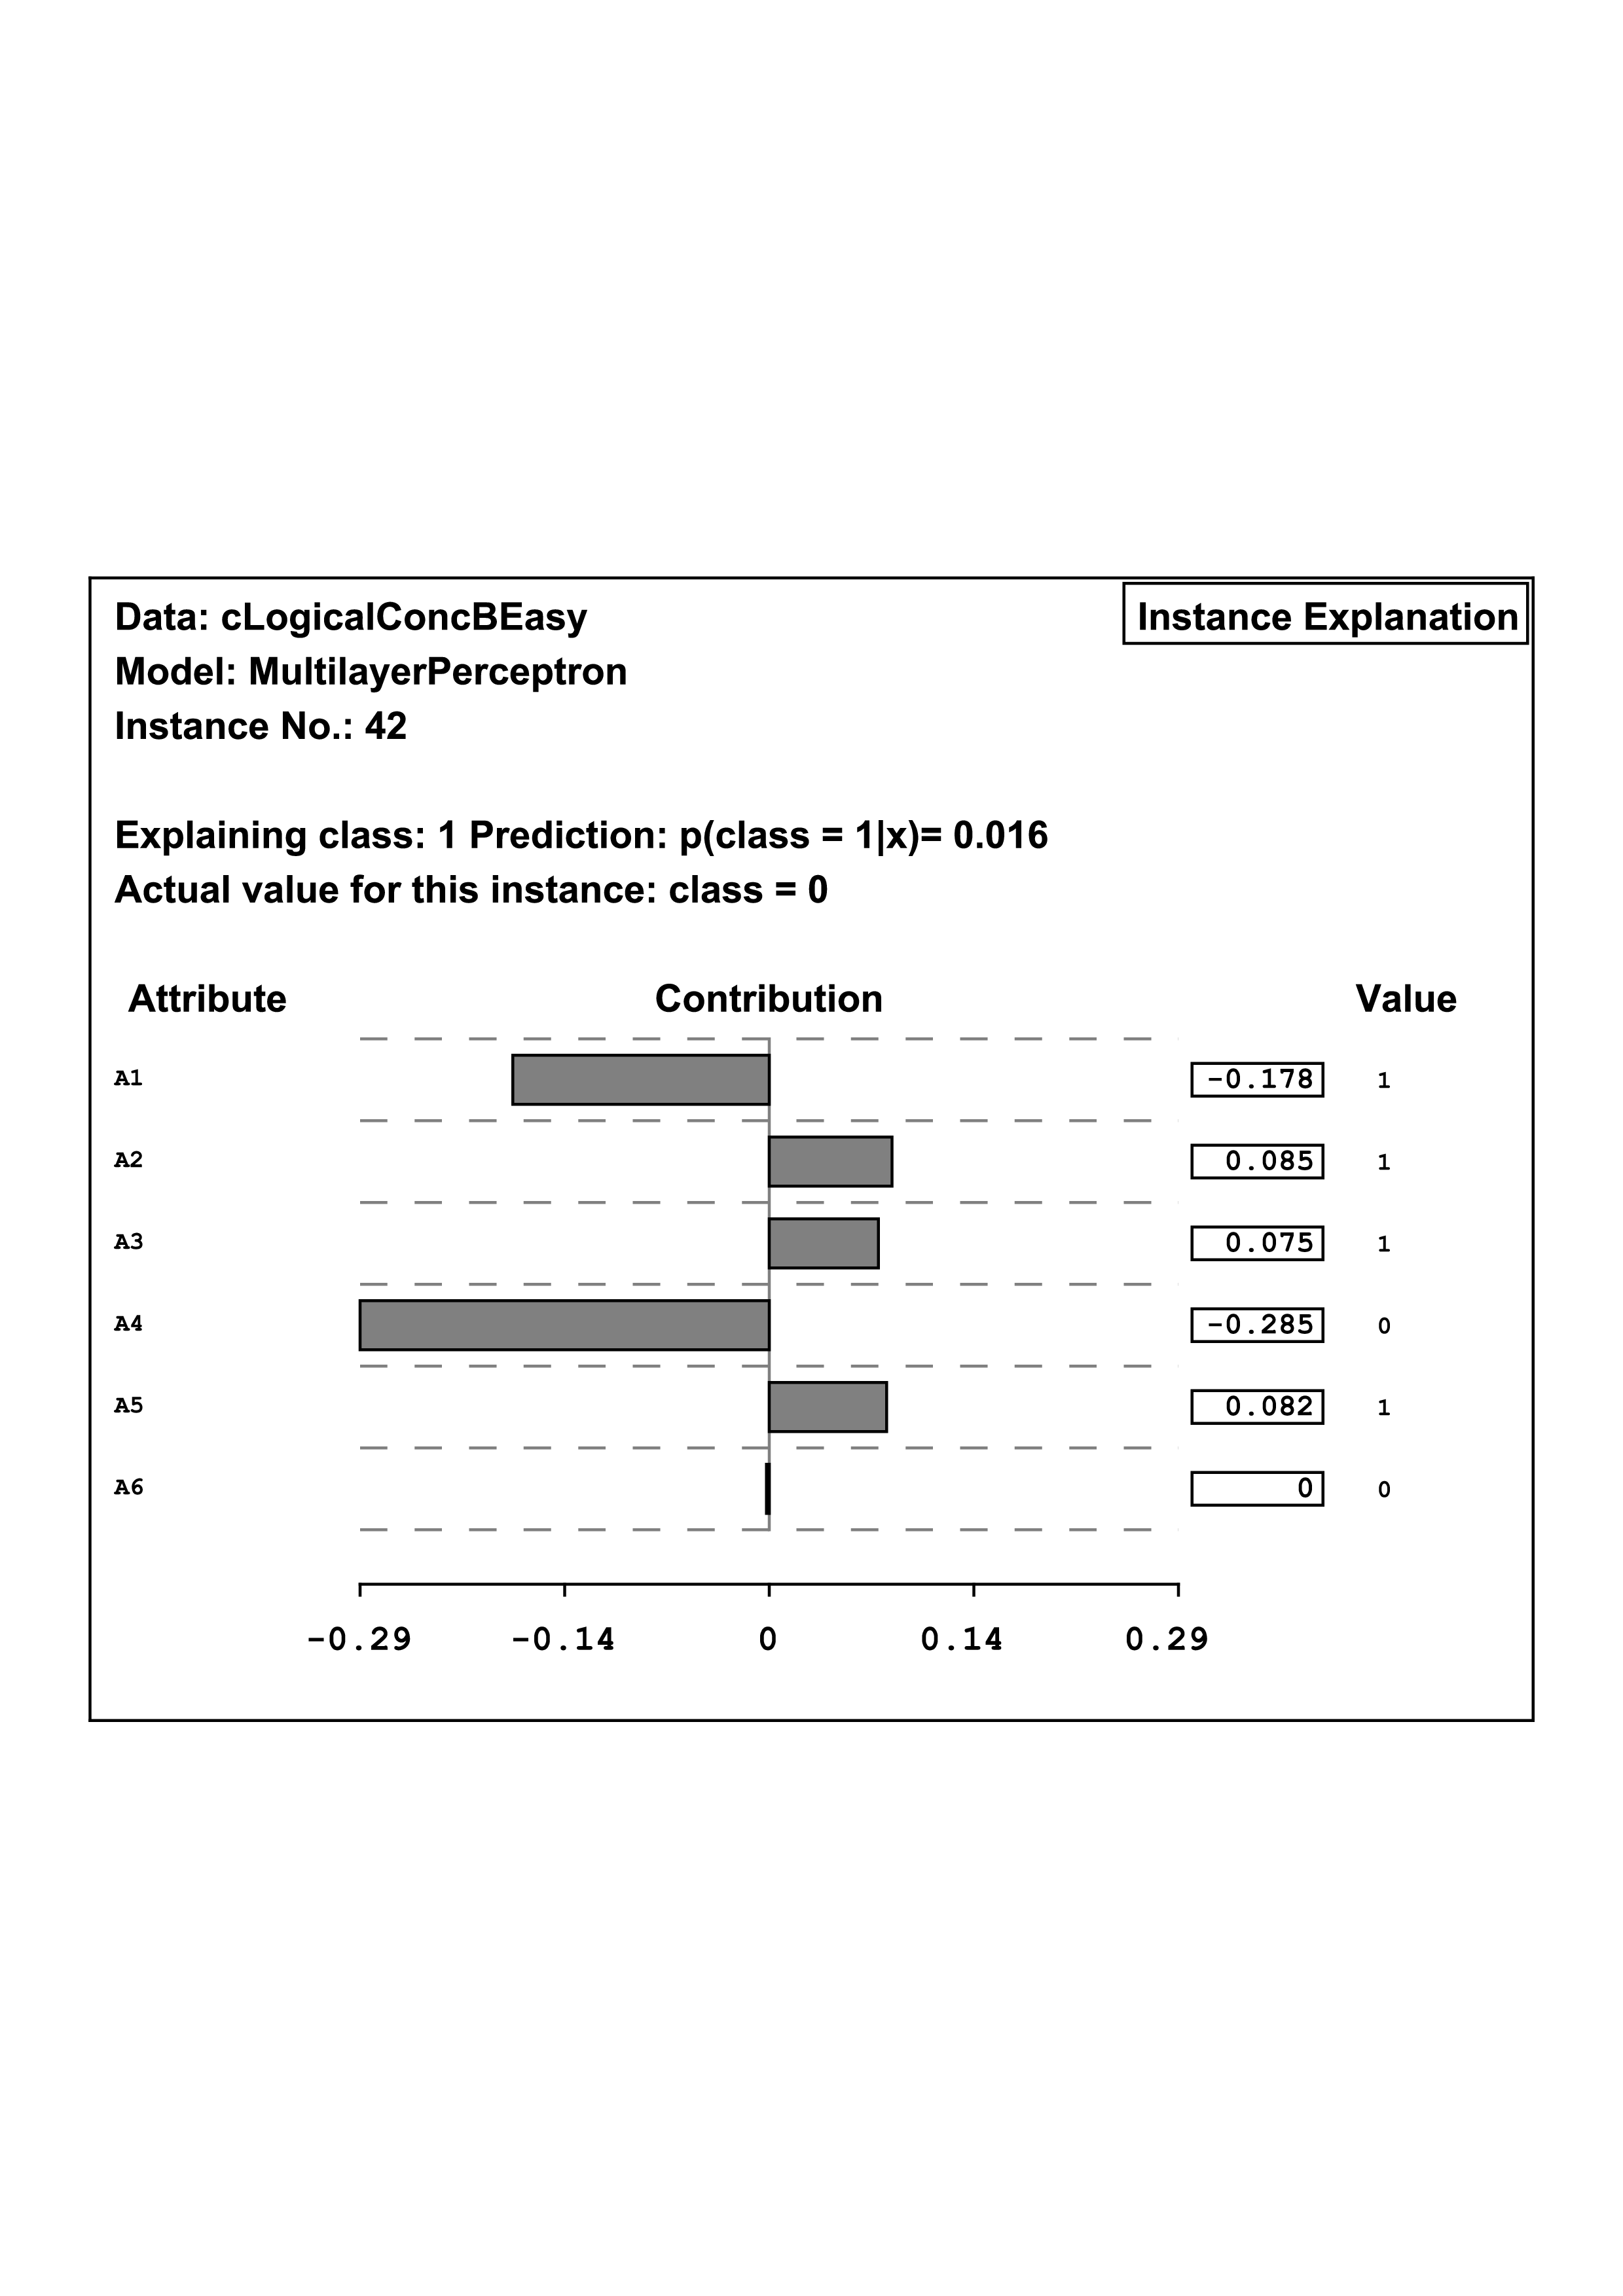 Data: cLogicalConcBEasy
Instance Explanation
Model: MultilayerPerceptron
Instance No.: 42
Explaining class: 1 Prediction: p(class = 1|x)= 0.016
Actual value for this instance: class = 0
Attribute Contribution Value
A1 -0.178 1
A2 0.085 1
A3 0.075 1
A4 -0.285 0
A5 0.082 1
A6 0 0
-0.29 -0.14 0 0.14 0.29